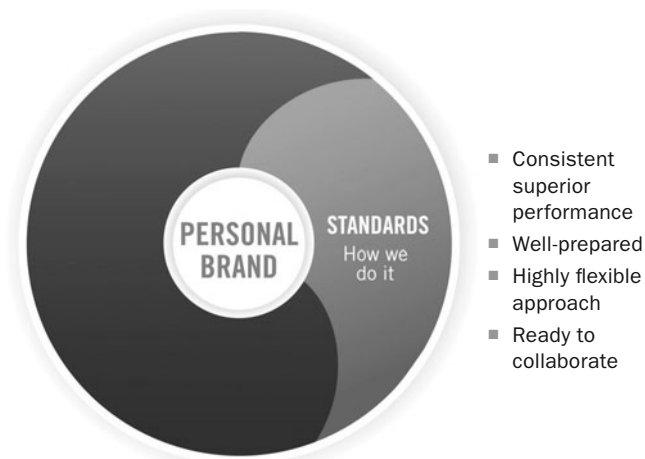 PERSONAL
BRAND
STANDARDS
How we
do it
■ Consistent
superior
performance
■ Well-prepared
■ Highly flexible
approach
■ Ready to
collaborate